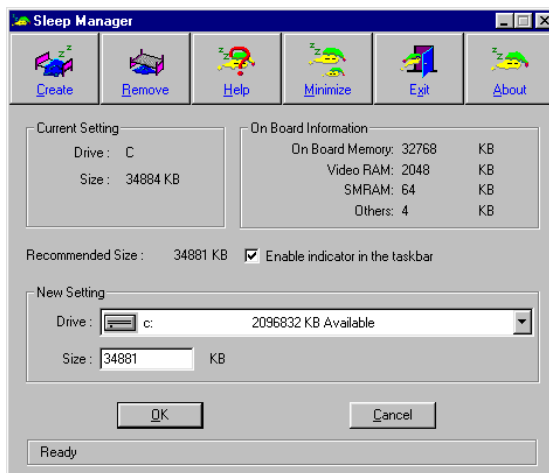 Sleep Manager
Create Remove Help Minimize Exit About
Current Setting
Drive : C
Size : 34884 KB
On Board Information
On Board Memory: 32768 KB
Video RAM: 2048 KB
SMRAM: 64 KB
Others: 4 KB
Recommended Size : 34881 KB Enable indicator in the taskbar
New Setting
Drive : c: 2096832 KB Available
Size : 34881 KB
OK Cancel
Ready